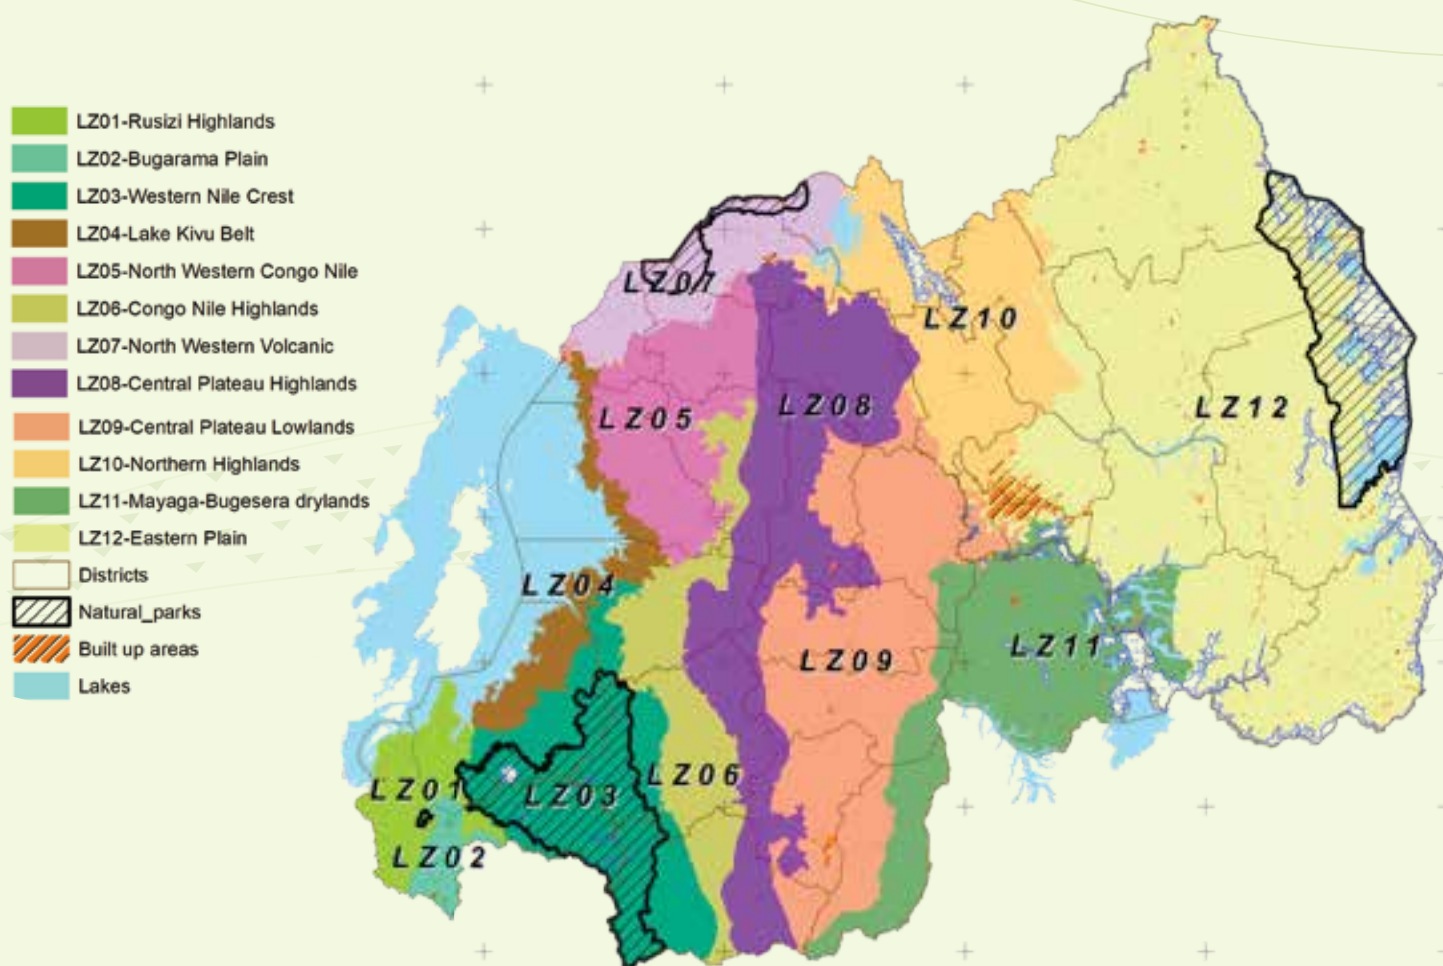 LZ01-Rusizi Highlands
LZ02-Bugarama Plain
LZ03-Western Nile Crest
LZ04-Lake Kivu Belt
LZ05-North Western Congo Nile
LZ06-Congo Nile Highlands
LZ07-North Western Volcanic
LZ08-Central Plateau Highlands
LZ09-Central Plateau Lowlands
LZ10-Northern Highlands
LZ11-Mayaga-Bugesera drylands
LZ12-Eastern Plain
Districts
Natural_parks
Built up areas
Lakes
LZ07
LZ10
LZ05
LZ08
LZ12
LZ04
LZ11
LZ09
LZ06
LZ01
LZ03
LZ02